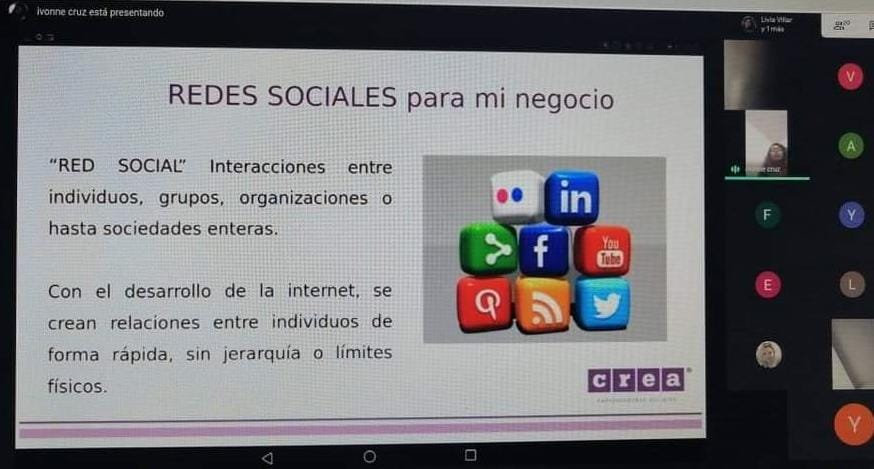 ivonne cruz está presentando
Livia Villar
y 1 más
REDES SOCIALES para mi negocio
“RED SOCIAL” Interacciones entre
individuos, grupos, organizaciones o
hasta sociedades enteras.
Con el desarrollo de la internet, se
crean relaciones entre individuos de
forma rápida, sin jerarquía o límites
físicos.
in
f
You
Tube
crea
ivonne cruz
V
A
F
Y
E
L
Y